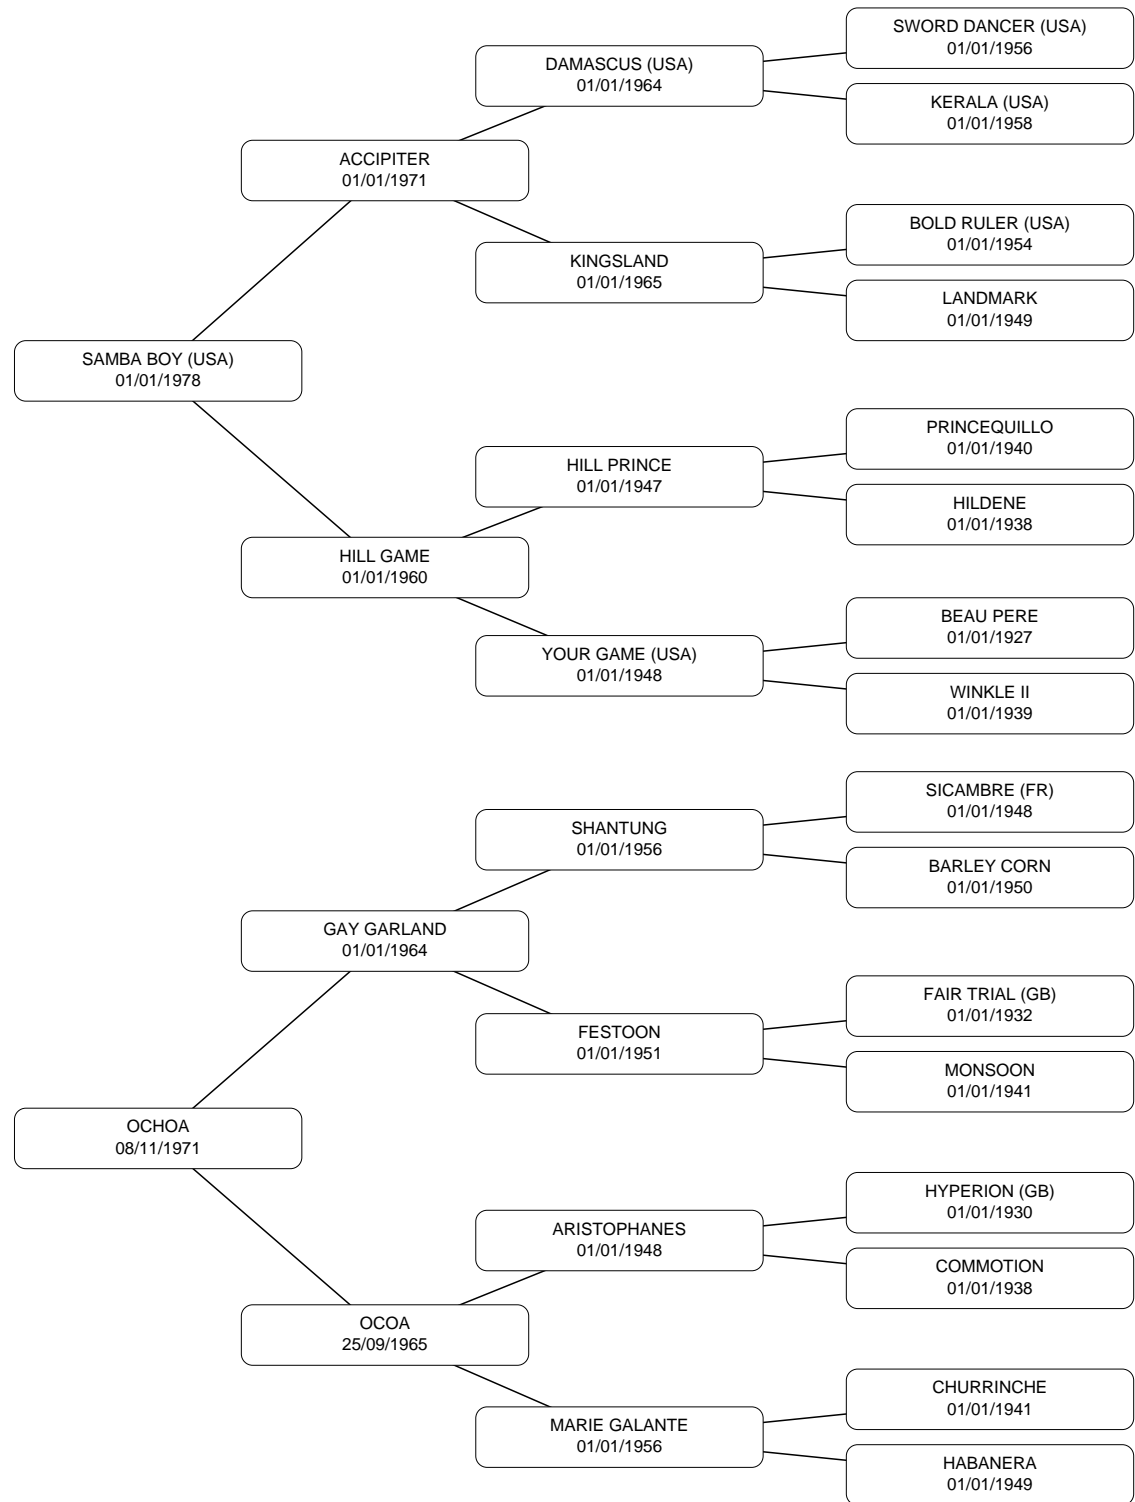 SWORD DANCER (USA)
01/01/1956
DAMASCUS (USA)
01/01/1964
KERALA (USA)
01/01/1958
ACCIPITER
01/01/1971
BOLD RULER (USA)
01/01/1954
KINGSLAND
01/01/1965
LANDMARK
01/01/1949
SAMBA BOY (USA)
01/01/1978
PRINCEQUILLO
01/01/1940
HILL PRINCE
01/01/1947
HILDENE
01/01/1938
HILL GAME
01/01/1960
BEAU PERE
01/01/1927
YOUR GAME (USA)
01/01/1948
WINKLE II
01/01/1939
SICAMBRE (FR)
01/01/1948
SHANTUNG
01/01/1956
BARLEY CORN
01/01/1950
GAY GARLAND
01/01/1964
FAIR TRIAL (GB)
01/01/1932
FESTOON
01/01/1951
MONSOON
01/01/1941
OCHOA
08/11/1971
HYPERION (GB)
01/01/1930
ARISTOPHANES
01/01/1948
COMMOTION
01/01/1938
OCOA
25/09/1965
CHURRINCHE
01/01/1941
MARIE GALANTE
01/01/1956
HABANERA
01/01/1949